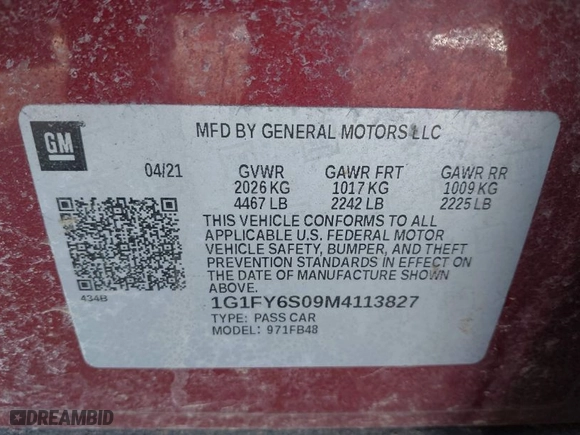 GM
MFD BY GENERAL MOTORS LLC
04/21 GVWR GAWR FRT GAWR RR
2026 KG 1017 KG 1009 KG
4467 LB 2242 LB 2225 LB
THIS VEHICLE CONFORMS TO ALL
APPLICABLE U.S. FEDERAL MOTOR
VEHICLE SAFETY, BUMPER, AND THEFT
PREVENTION STANDARDS IN EFFECT ON
THE DATE OF MANUFACTURE SHOWN
ABOVE.
434B
1G1FY6S09M4113827
TYPE: PASS CAR
MODEL: 971FB48
DREAMBID